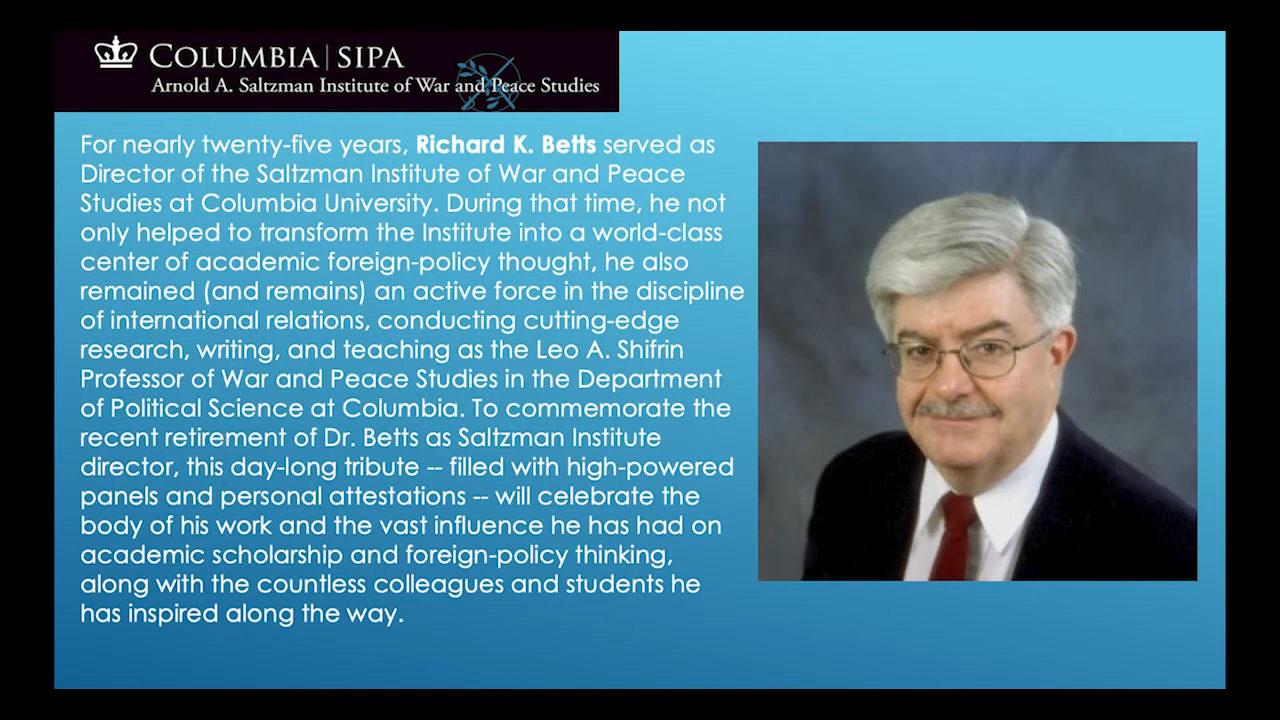 COLUMBIA | SIPA
Arnold A. Saltzman Institute of War and Peace Studies
For nearly twenty-five years, Richard K. Betts served as
Director of the Saltzman Institute of War and Peace
Studies at Columbia University. During that time, he not
only helped to transform the Institute into a world-class
center of academic foreign-policy thought, he also
remained (and remains) an active force in the discipline
of international relations, conducting cutting-edge
research, writing, and teaching as the Leo A. Shifrin
Professor of War and Peace Studies in the Department
of Political Science at Columbia. To commemorate the
recent retirement of Dr. Betts as Saltzman Institute
director, this day-long tribute -- filled with high-powered
panels and personal attestations -- will celebrate the
body of his work and the vast influence he has had on
academic scholarship and foreign-policy thinking,
along with the countless colleagues and students he
has inspired along the way.